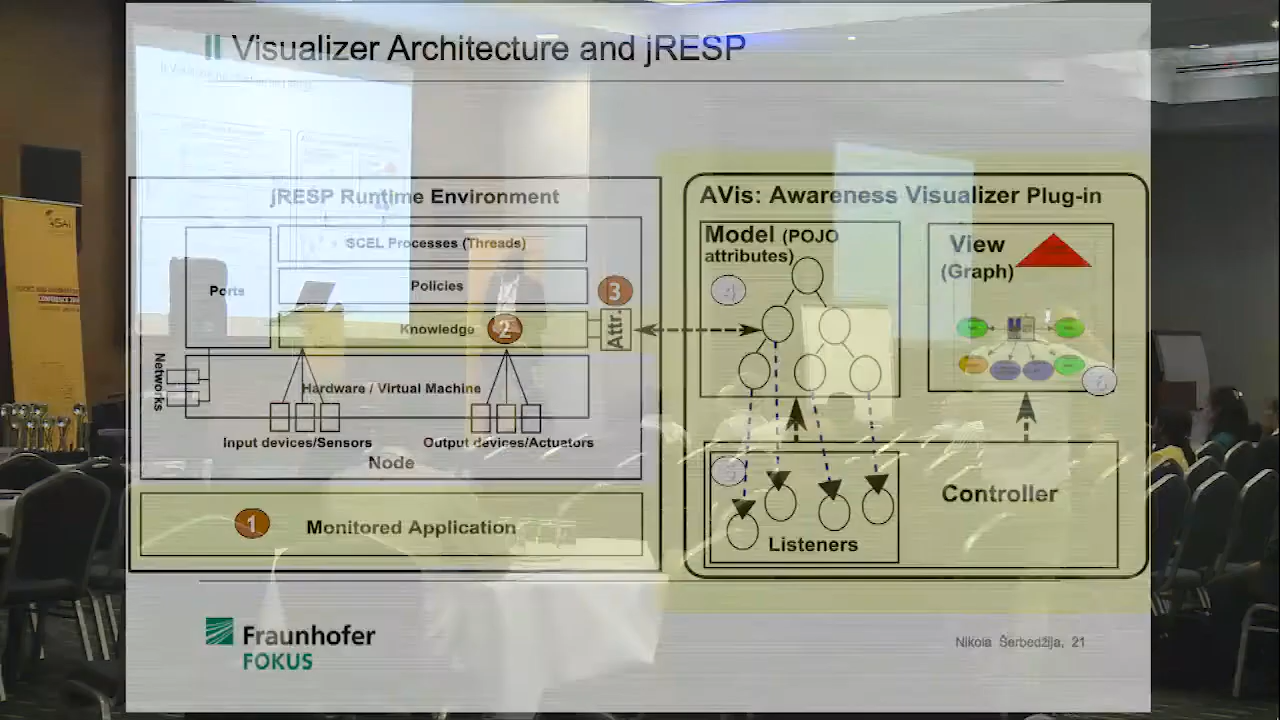 II Visualizer Architecture and jRESP
jRESP Runtime Environment
SCEL Processes (Threads)
Ports
Policies
3
Knowledge
2
Attr.
Networks
Hardware / Virtual Machine
Input devices/Sensors
Output devices/Actuators
Node
1
Monitored Application
AVis: Awareness Visualizer Plug-in
Model (POJO
attributes)
4
View
(Graph)
Controller
Listeners
Fraunhofer
FOKUS
Nikola Šerbedžija, 21